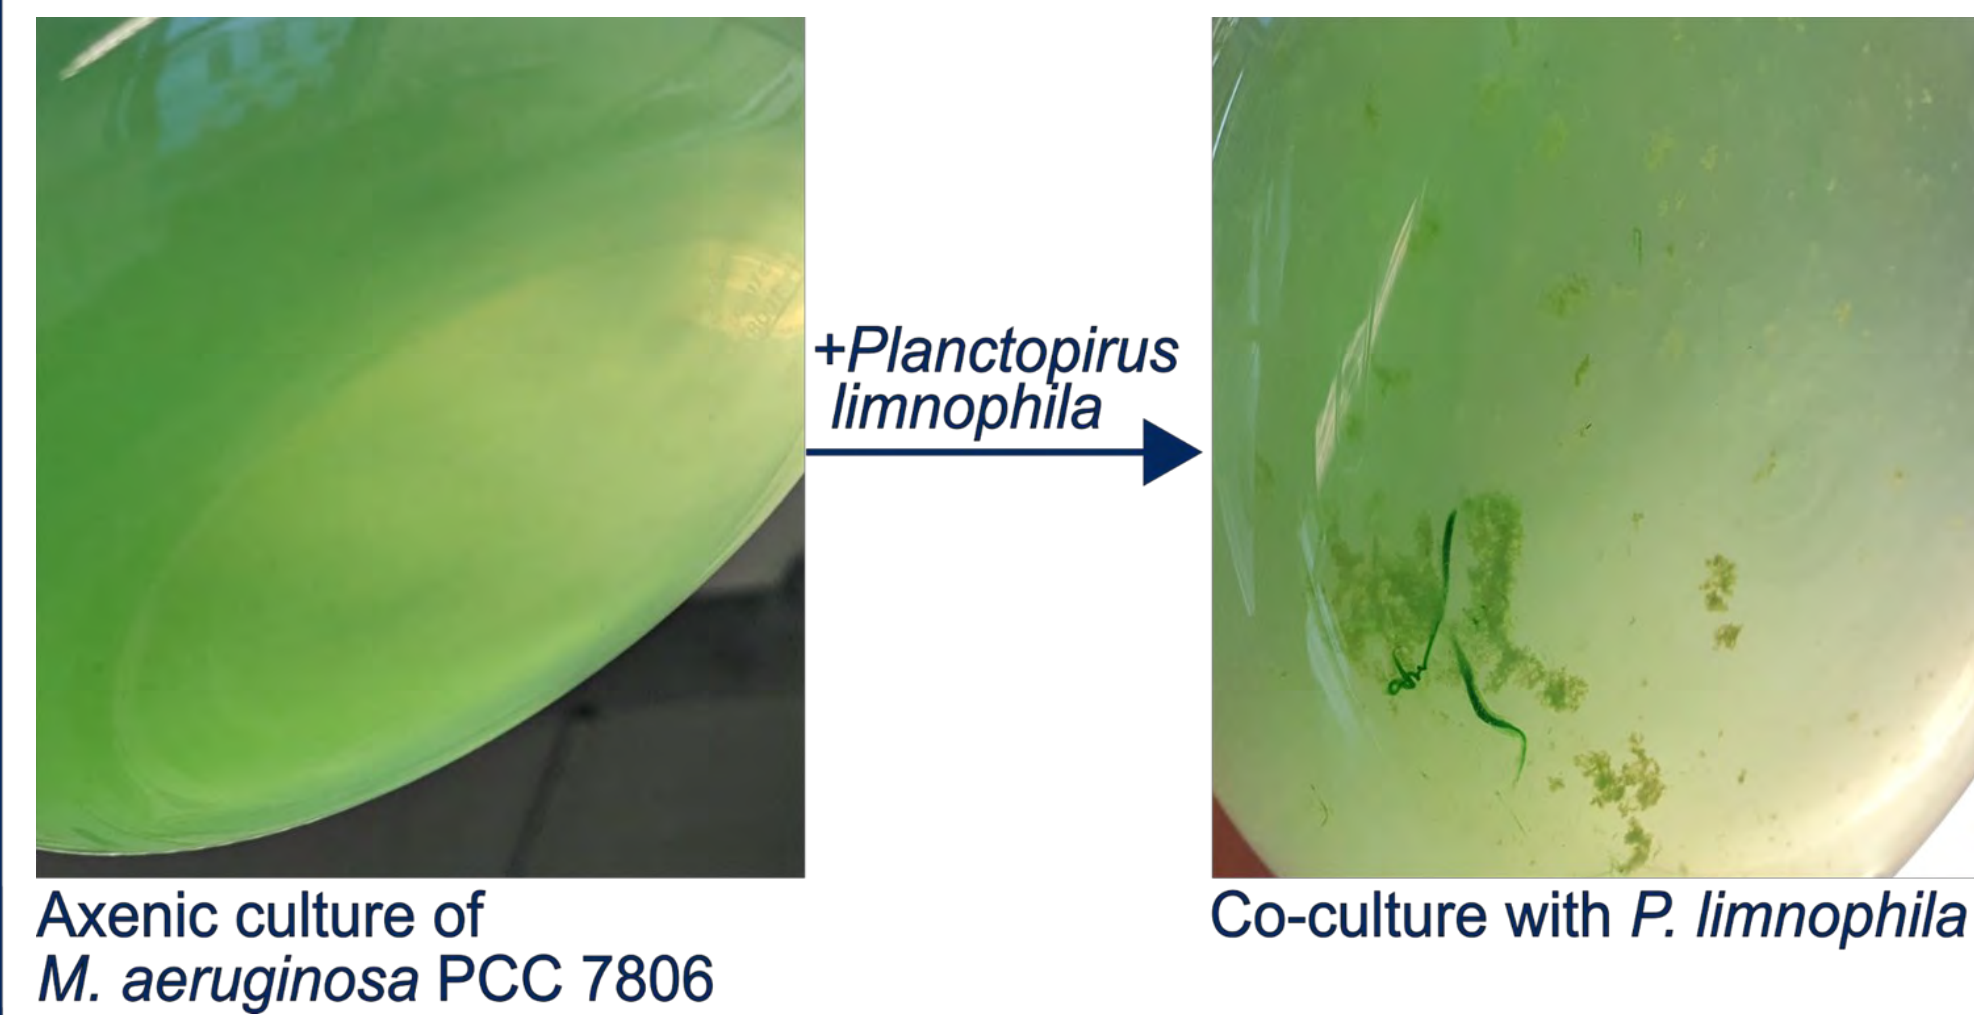 +Planctopirus
limnophila
Axenic culture of
M. aeruginosa PCC 7806
Co-culture with P. limnophila